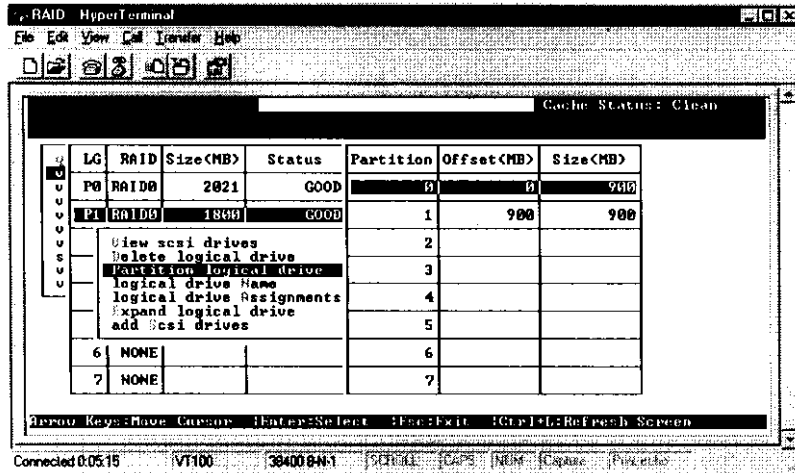 RAID HyperTerminal
File Edit View Call Transfer Help
Cache Status: Clean
LG RAID Size(MB) Status Partition Offset(MB) Size(MB)
P0 RAID0 2021 GOOD 0 0 900
P1 RAID0 1800 GOOD 1 900 900
View scsi drives 2
Delete logical drive
Partition logical drive 3
logical drive Name
logical drive Assignments 4
Expand logical drive
add Scsi drives 5
6 NONE 6
7 NONE 7
Arrow Keys:Move Cursor |Enter:Select |Esc:Exit |Ctrl+L:Refresh Screen
Connected 0:05:15 VT100 38400 8-N-1 SCROLL CAPS NUM Capture Print echo